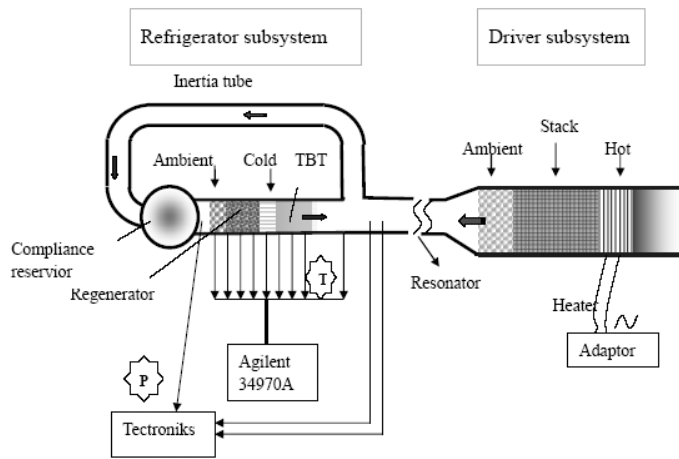 Refrigerator subsystem
Driver subsystem
Inertia tube
Stack
Ambient
Cold
TBT
Ambient
Hot
Compliance
reservior
Regenerator
T
Resonator
Heater
Agilent
34970A
Adaptor
P
Tectroniks